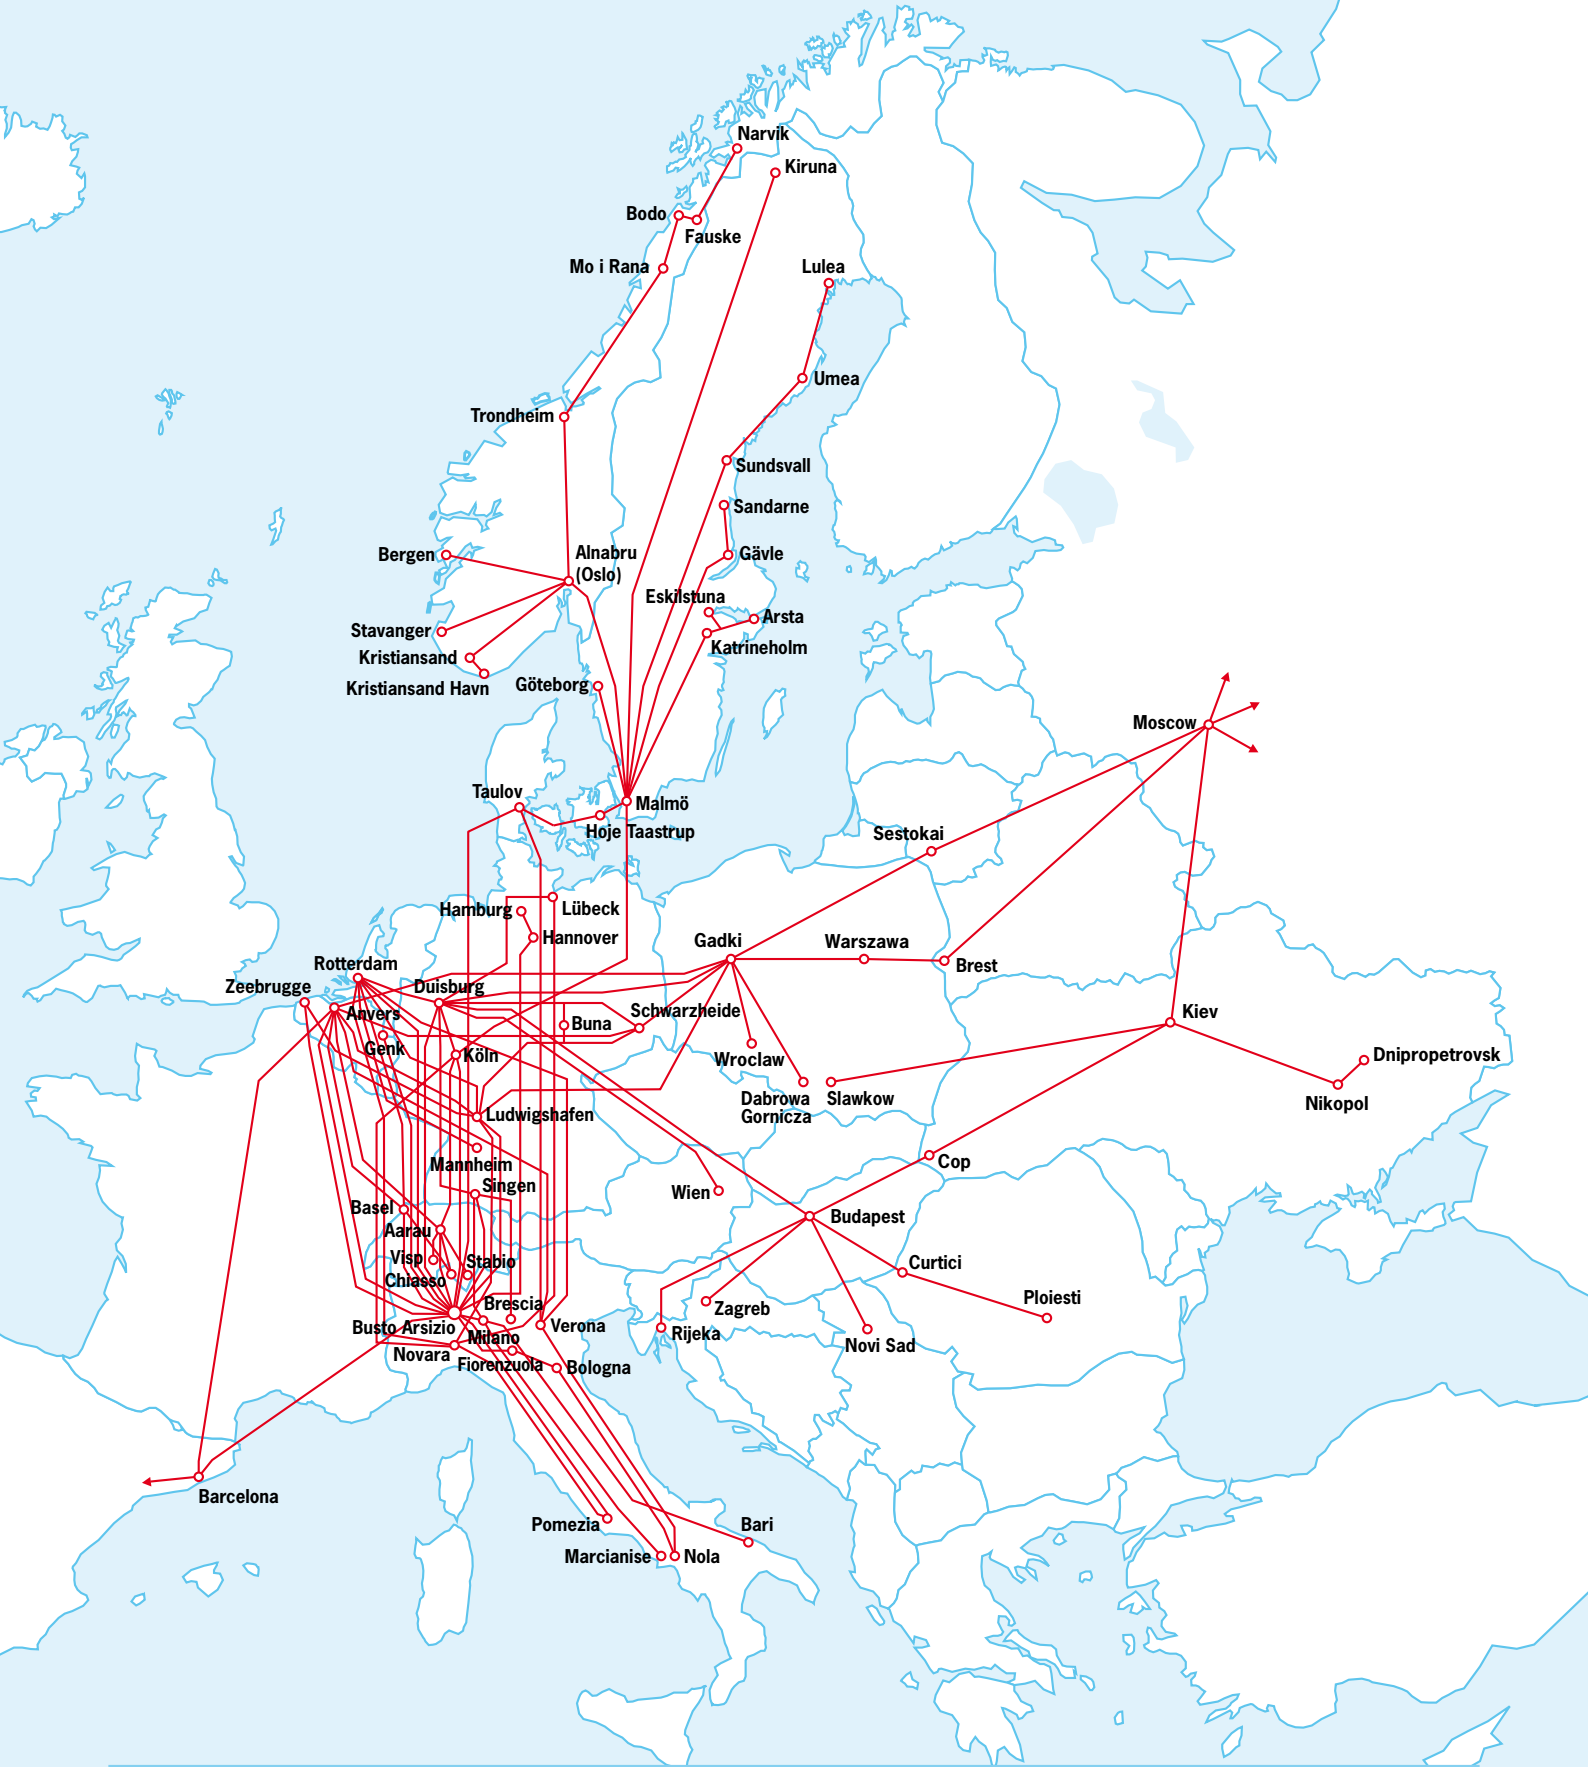 Narvik
Kiruna
Bodo
Fauske
Mo i Rana
Lulea
Umea
Trondheim
Sundsvall
Sandarne
Bergen
Alnabru
(Oslo)
Gävle
Eskilstuna
Arsta
Stavanger
Katrineholm
Kristiansand
Kristiansand Havn
Göteborg
Moscow
Taulov
Malmö
Hoje Taastrup
Sestokai
Hamburg
Lübeck
Hannover
Gadki
Warszawa
Brest
Rotterdam
Zeebrugge
Duisburg
Anvers
Schwarzheide
Kiev
Buna
Genk
Köln
Wroclaw
Dnipropetrovsk
Dabrowa
Gornicza
Slawkow
Nikopol
Ludwigshafen
Mannheim
Cop
Singen
Wien
Basel
Budapest
Aarau
Visp
Stabio
Chiasso
Curtici
Brescia
Zagreb
Ploiesti
Busto Arsizio
Milano
Verona
Rijeka
Novi Sad
Novara
Fiorenzuola
Bologna
Barcelona
Pomezia
Bari
Marcianise
Nola